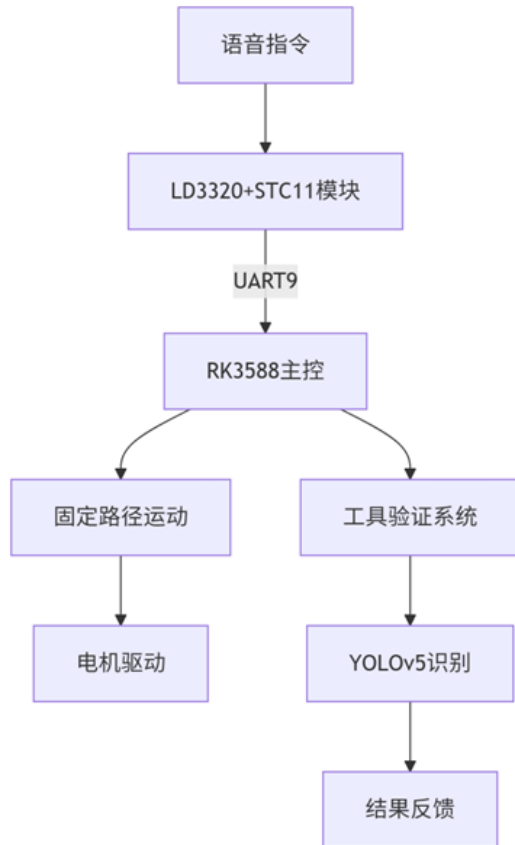 语音指令
LD3320+STC11模块
UART9
RK3588主控
固定路径运动
工具验证系统
电机驱动
YOLOv5识别
结果反馈